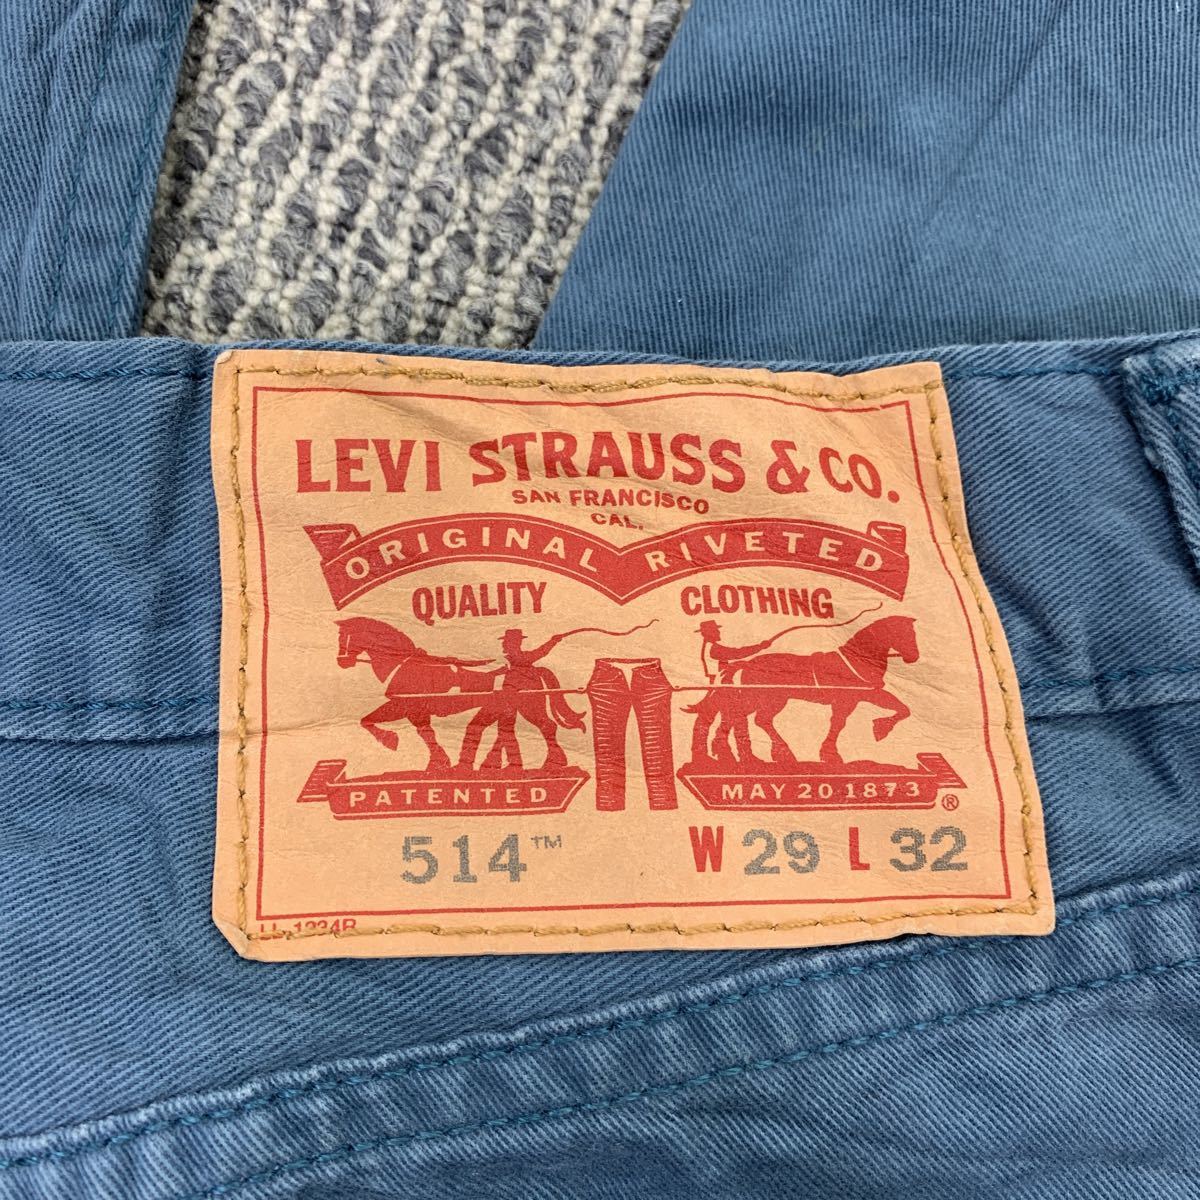 LEVI STRAUSS & CO.
SAN FRANCISCO
CAL.
ORIGINAL RIVETED
QUALITY CLOTHING
PATENTED MAY 20 1873 ®
514™ W 29 L 32